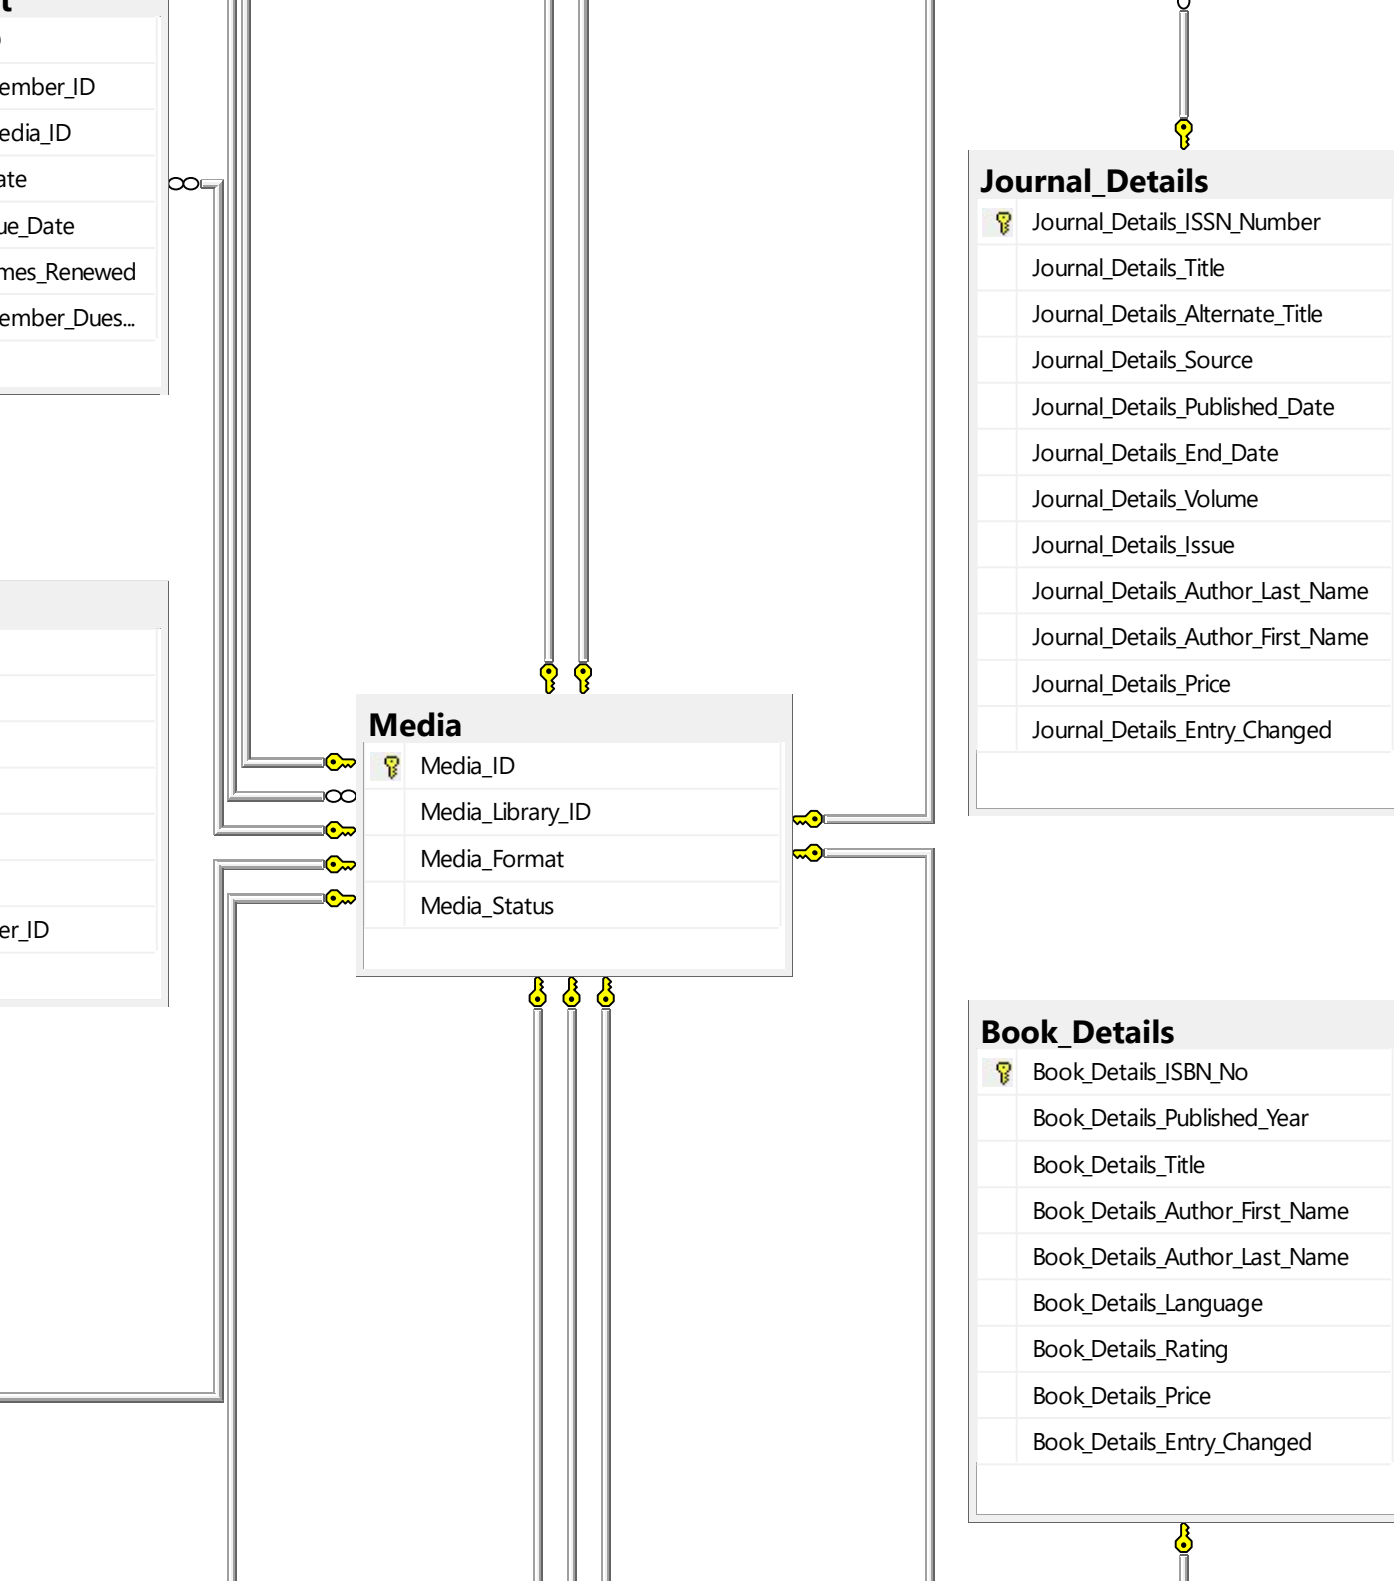 t
ember_ID
edia_ID
ate
ue_Date
mes_Renewed
ember_Dues...
er_ID
Media
Media_ID
Media_Library_ID
Media_Format
Media_Status
Journal_Details
Journal_Details_ISSN_Number
Journal_Details_Title
Journal_Details_Alternate_Title
Journal_Details_Source
Journal_Details_Published_Date
Journal_Details_End_Date
Journal_Details_Volume
Journal_Details_Issue
Journal_Details_Author_Last_Name
Journal_Details_Author_First_Name
Journal_Details_Price
Journal_Details_Entry_Changed
Book_Details
Book_Details_ISBN_No
Book_Details_Published_Year
Book_Details_Title
Book_Details_Author_First_Name
Book_Details_Author_Last_Name
Book_Details_Language
Book_Details_Rating
Book_Details_Price
Book_Details_Entry_Changed